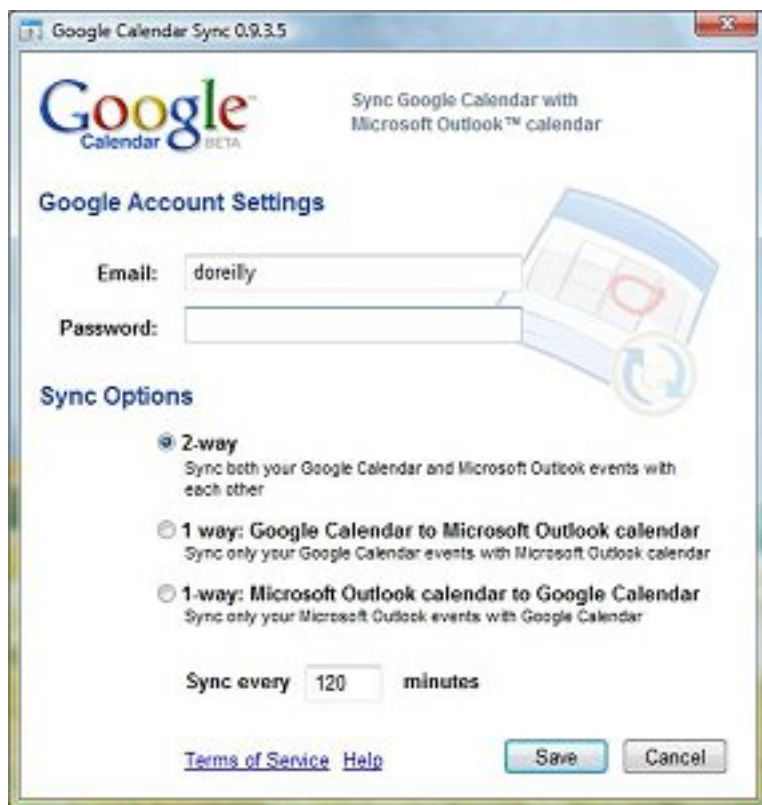 Google Calendar Sync 0.9.3.5
Google™
Calendar BETA
Sync Google Calendar with
Microsoft Outlook™ calendar
Google Account Settings
Email: doreilly
Password:
Sync Options
2-way
Sync both your Google Calendar and Microsoft Outlook events with
each other
1 way: Google Calendar to Microsoft Outlook calendar
Sync only your Google Calendar events with Microsoft Outlook calendar
1-way: Microsoft Outlook calendar to Google Calendar
Sync only your Microsoft Outlook events with Google Calendar
Sync every 120 minutes
Terms of Service Help Save Cancel